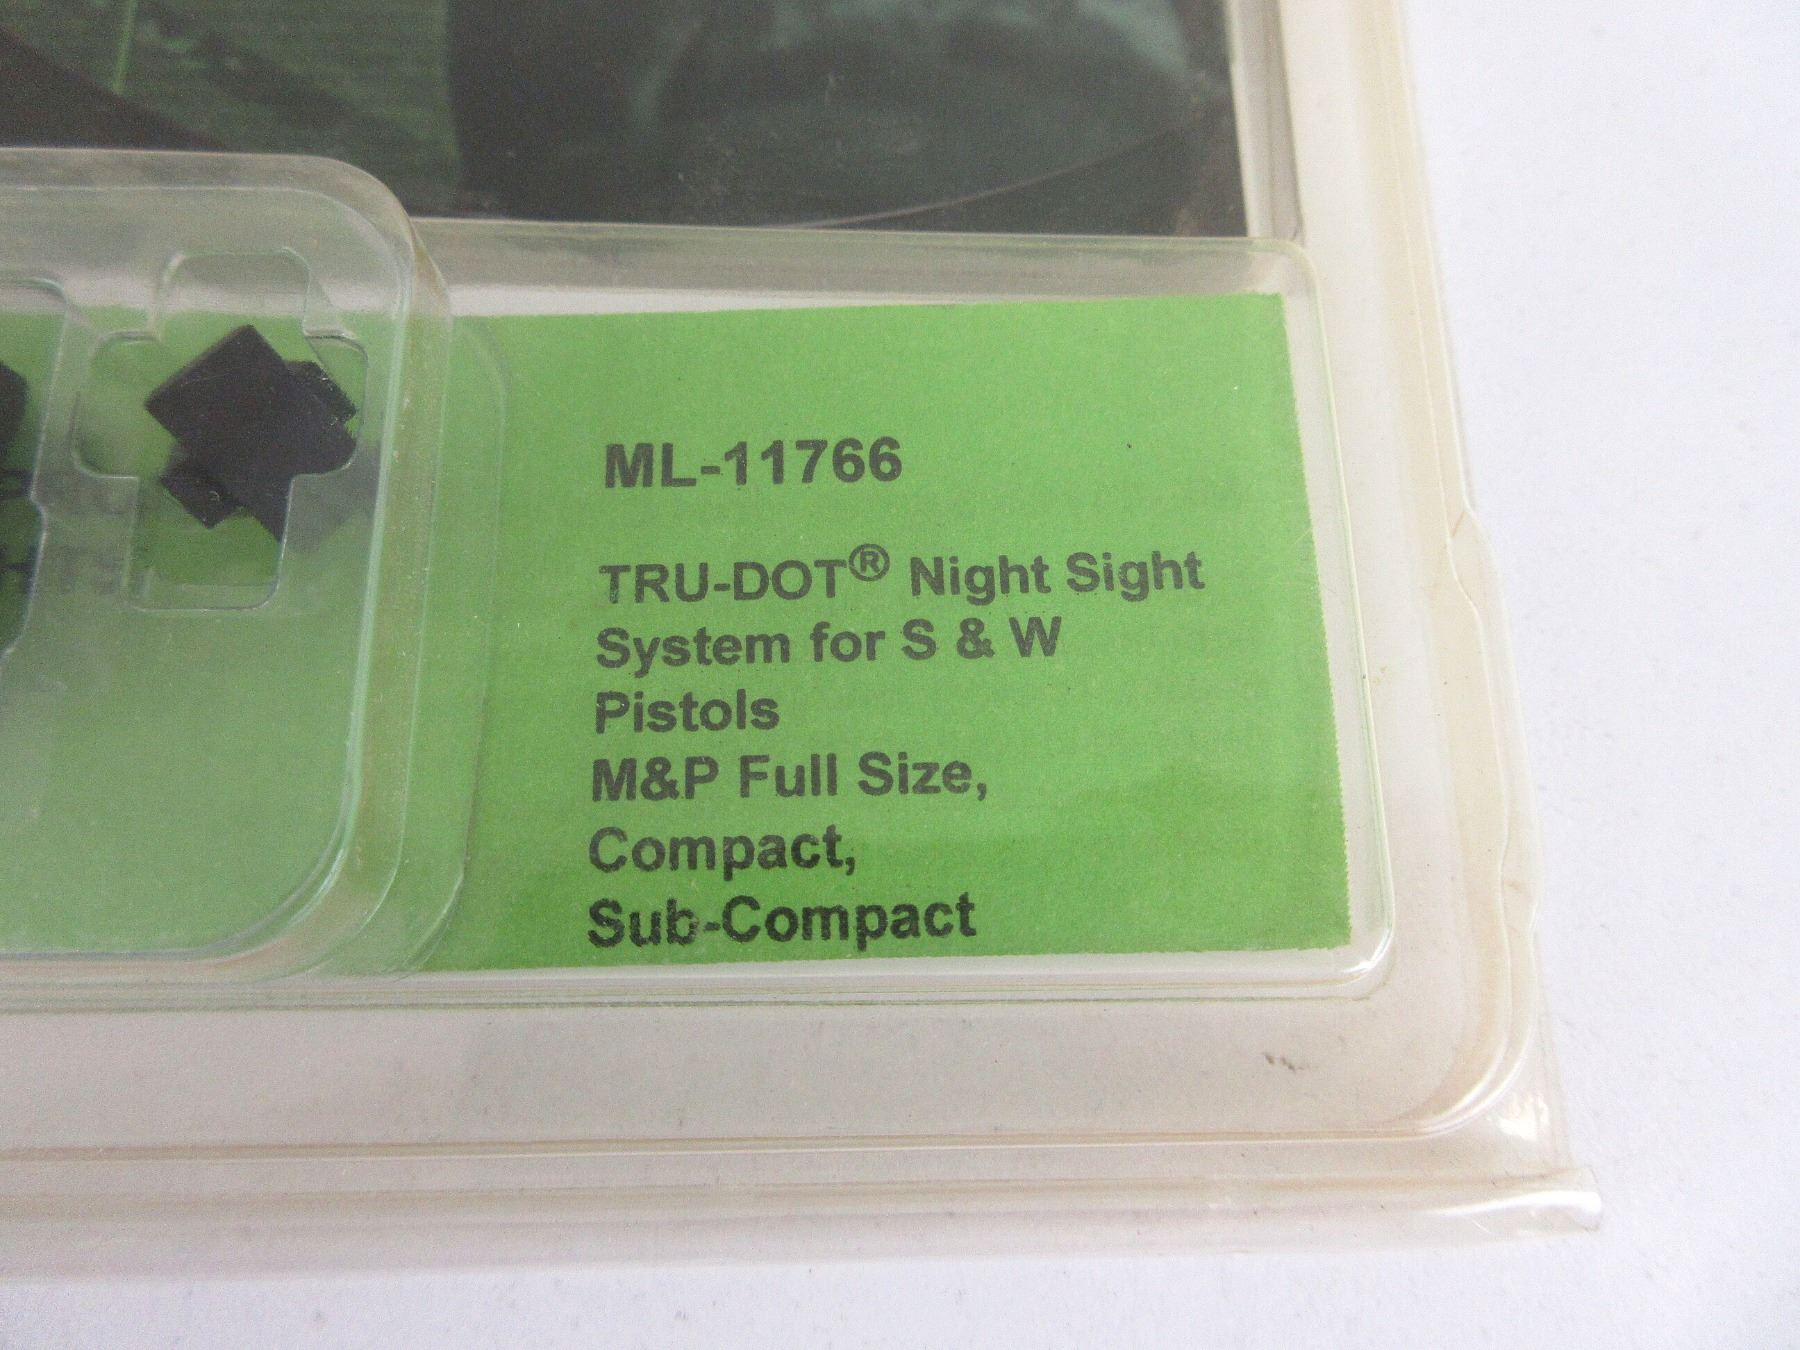 ML-11766
TRU-DOT® Night Sight
System for S & W
Pistols
M&P Full Size,
Compact,
Sub-Compact